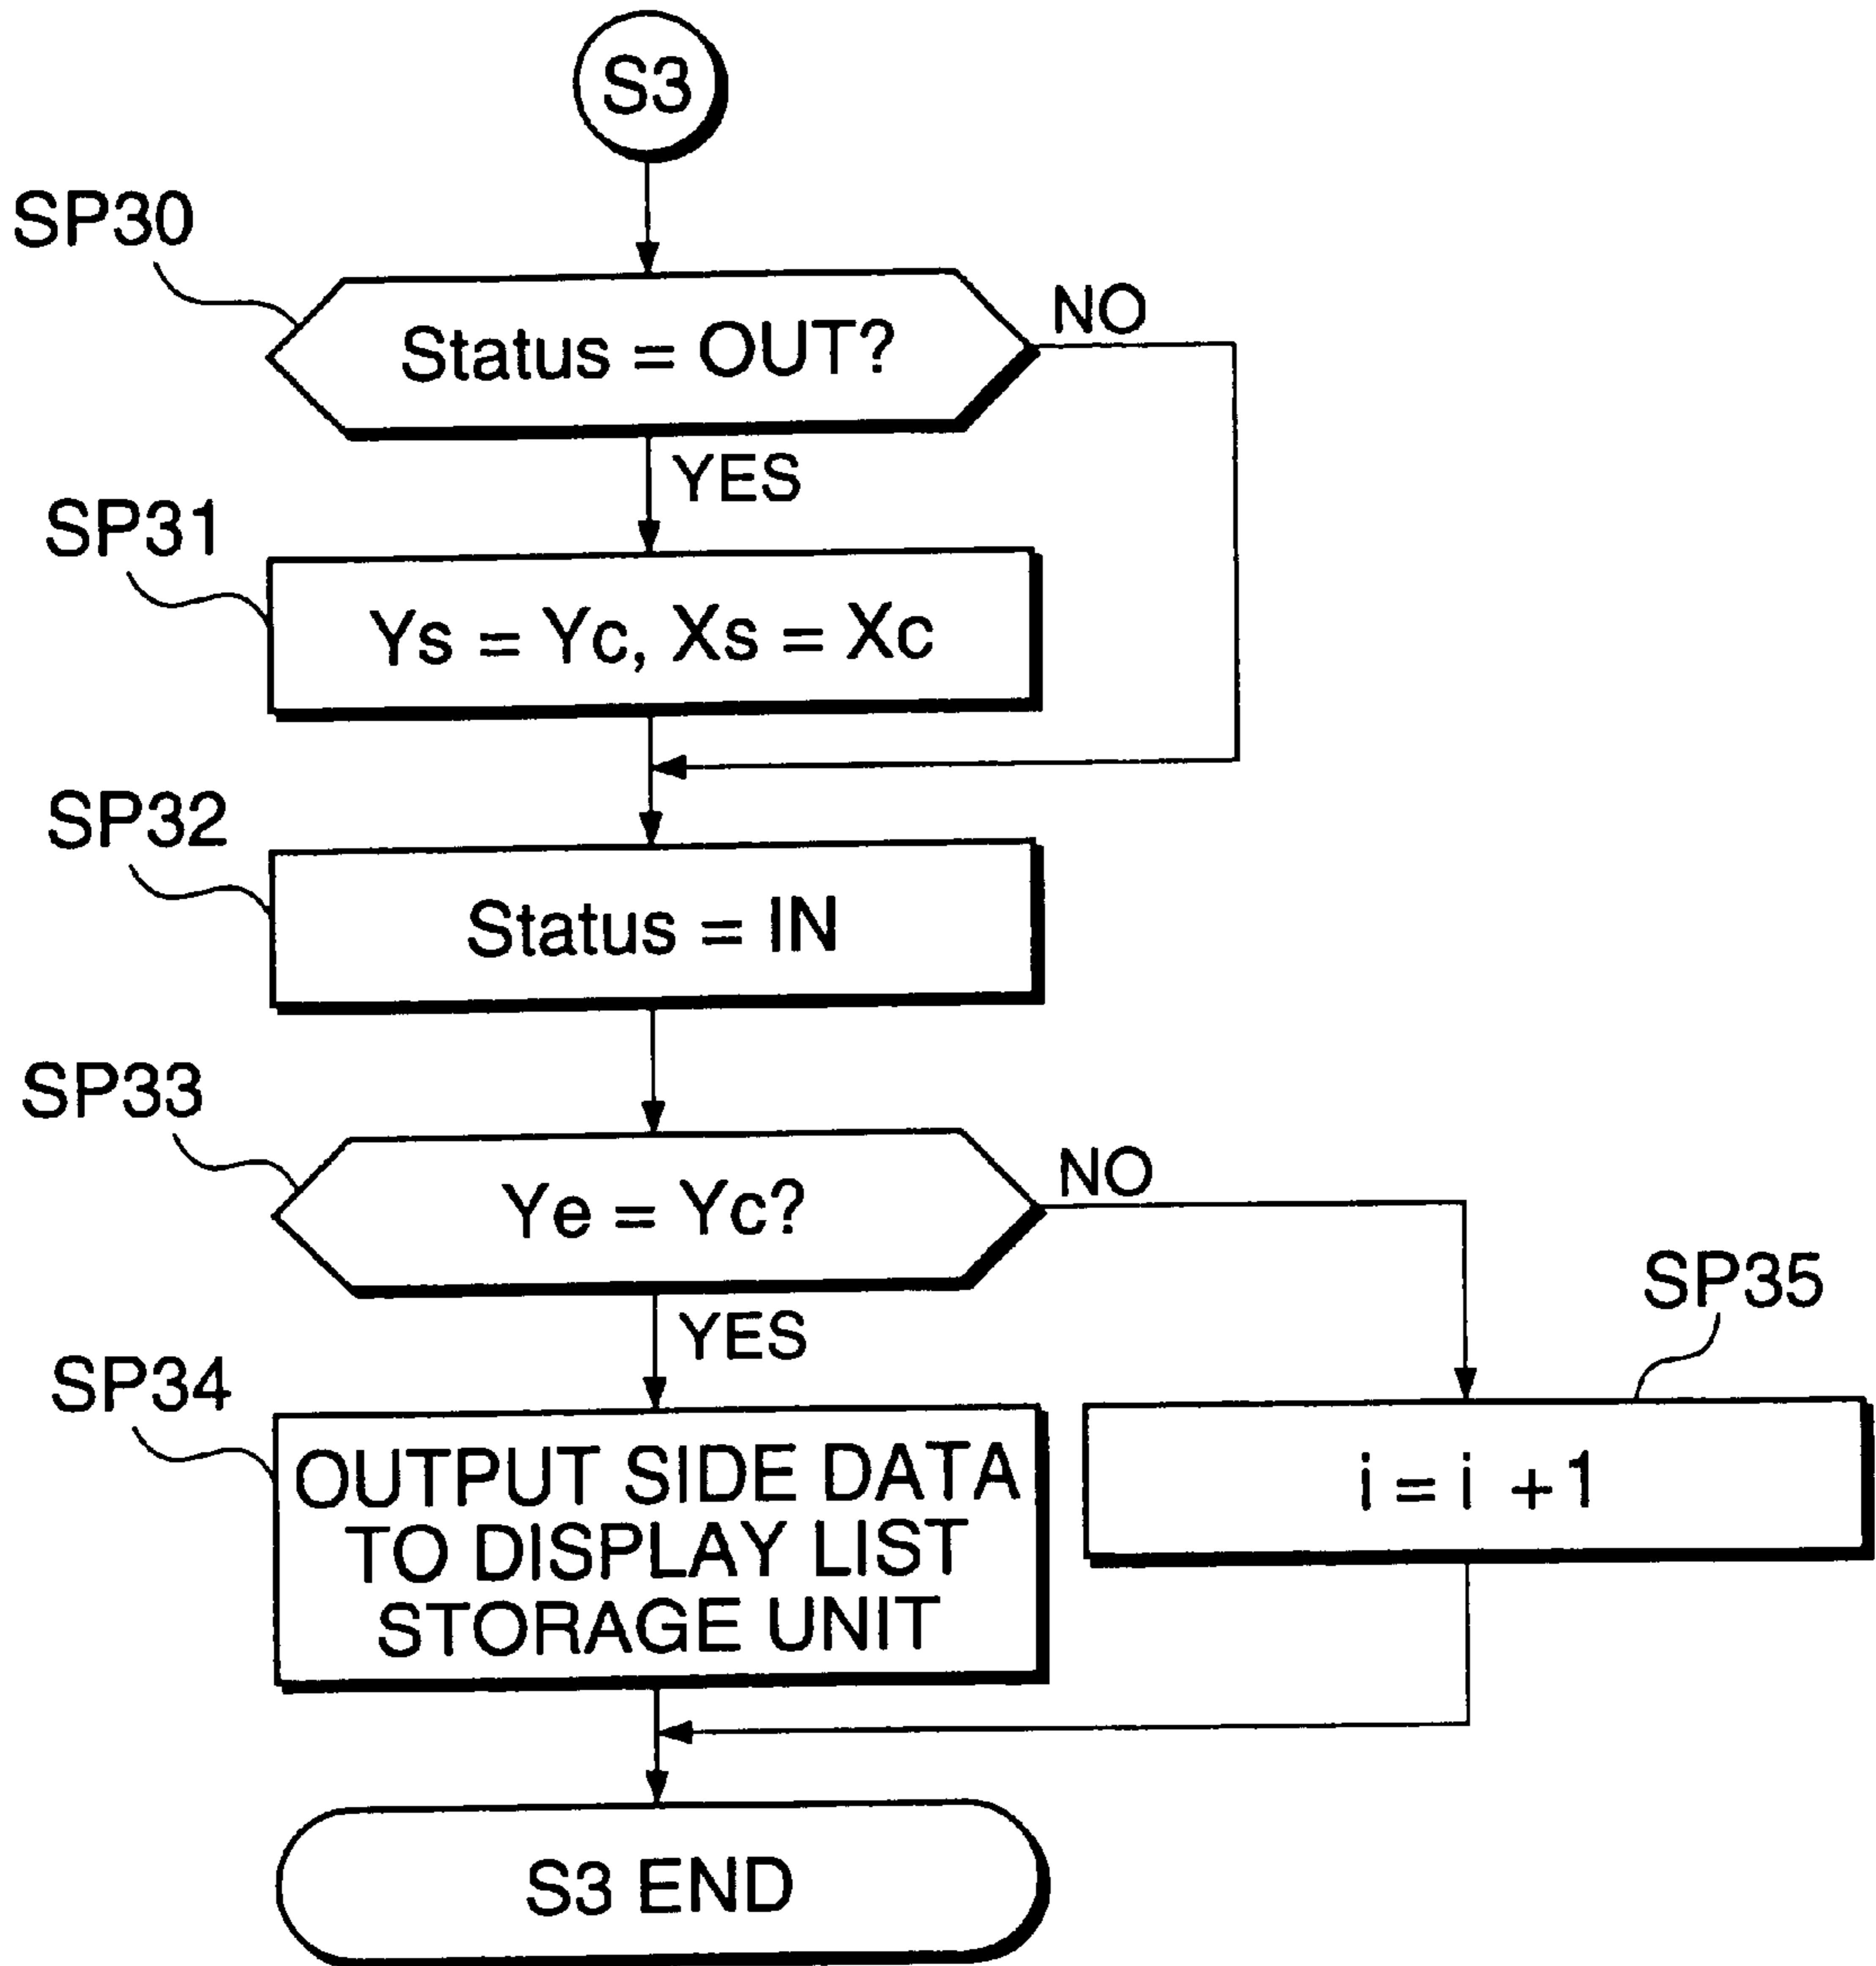 S3
SP30
Status = OUT?
NO
YES
SP31
Ys = Yc, Xs = Xc
SP32
Status = IN
SP33
Ye = Yc?
NO
YES
SP35
SP34
OUTPUT SIDE DATA
TO DISPLAY LIST
STORAGE UNIT
i = i +1
S3 END